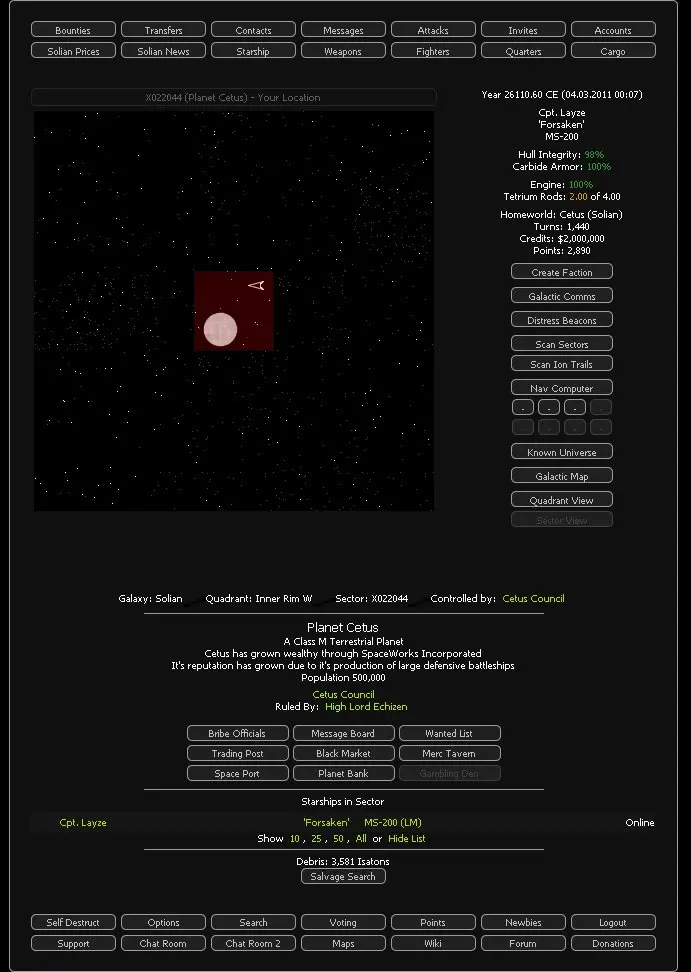 Bounties Transfers Contacts Messages Attacks Invites Accounts
Solian Prices Solian News Starship Weapons Fighters Quarters Cargo
X022044 (Planet Cetus) - Your Location
Year 26110.60 CE (04.03.2011 00:07)
Cpt. Layze
'Forsaken'
MS-200
Hull Integrity: 98%
Carbide Armor: 100%
Engine: 100%
Tetrium Rods: 2.00 of 4.00
Homeworld: Cetus (Solian)
Turns: 1,440
Credits: $2,000,000
Points: 2,890
Create Faction
Galactic Comms
Distress Beacons
Scan Sectors
Scan Ion Trails
Nav Computer
. . . .
. . . .
Known Universe
Galactic Map
Quadrant View
Sector View
Galaxy: Solian Quadrant: Inner Rim W Sector: X022044 Controlled by: Cetus Council
Planet Cetus
A Class M Terrestrial Planet
Cetus has grown wealthy through SpaceWorks Incorporated
It's reputation has grown due to it's production of large defensive battleships
Population 500,000
Cetus Council
Ruled By: High Lord Echizen
Bribe Officials Message Board Wanted List
Trading Post Black Market Merc Tavern
Space Port Planet Bank Gambling Den
Starships in Sector
Cpt. Layze 'Forsaken' MS-200 (LM) Online
Show 10 , 25 , 50 , All or Hide List
Debris: 3,581 Isatons
Salvage Search
Self Destruct Options Search Voting Points Newbies Logout
Support Chat Room Chat Room 2 Maps Wiki Forum Donations